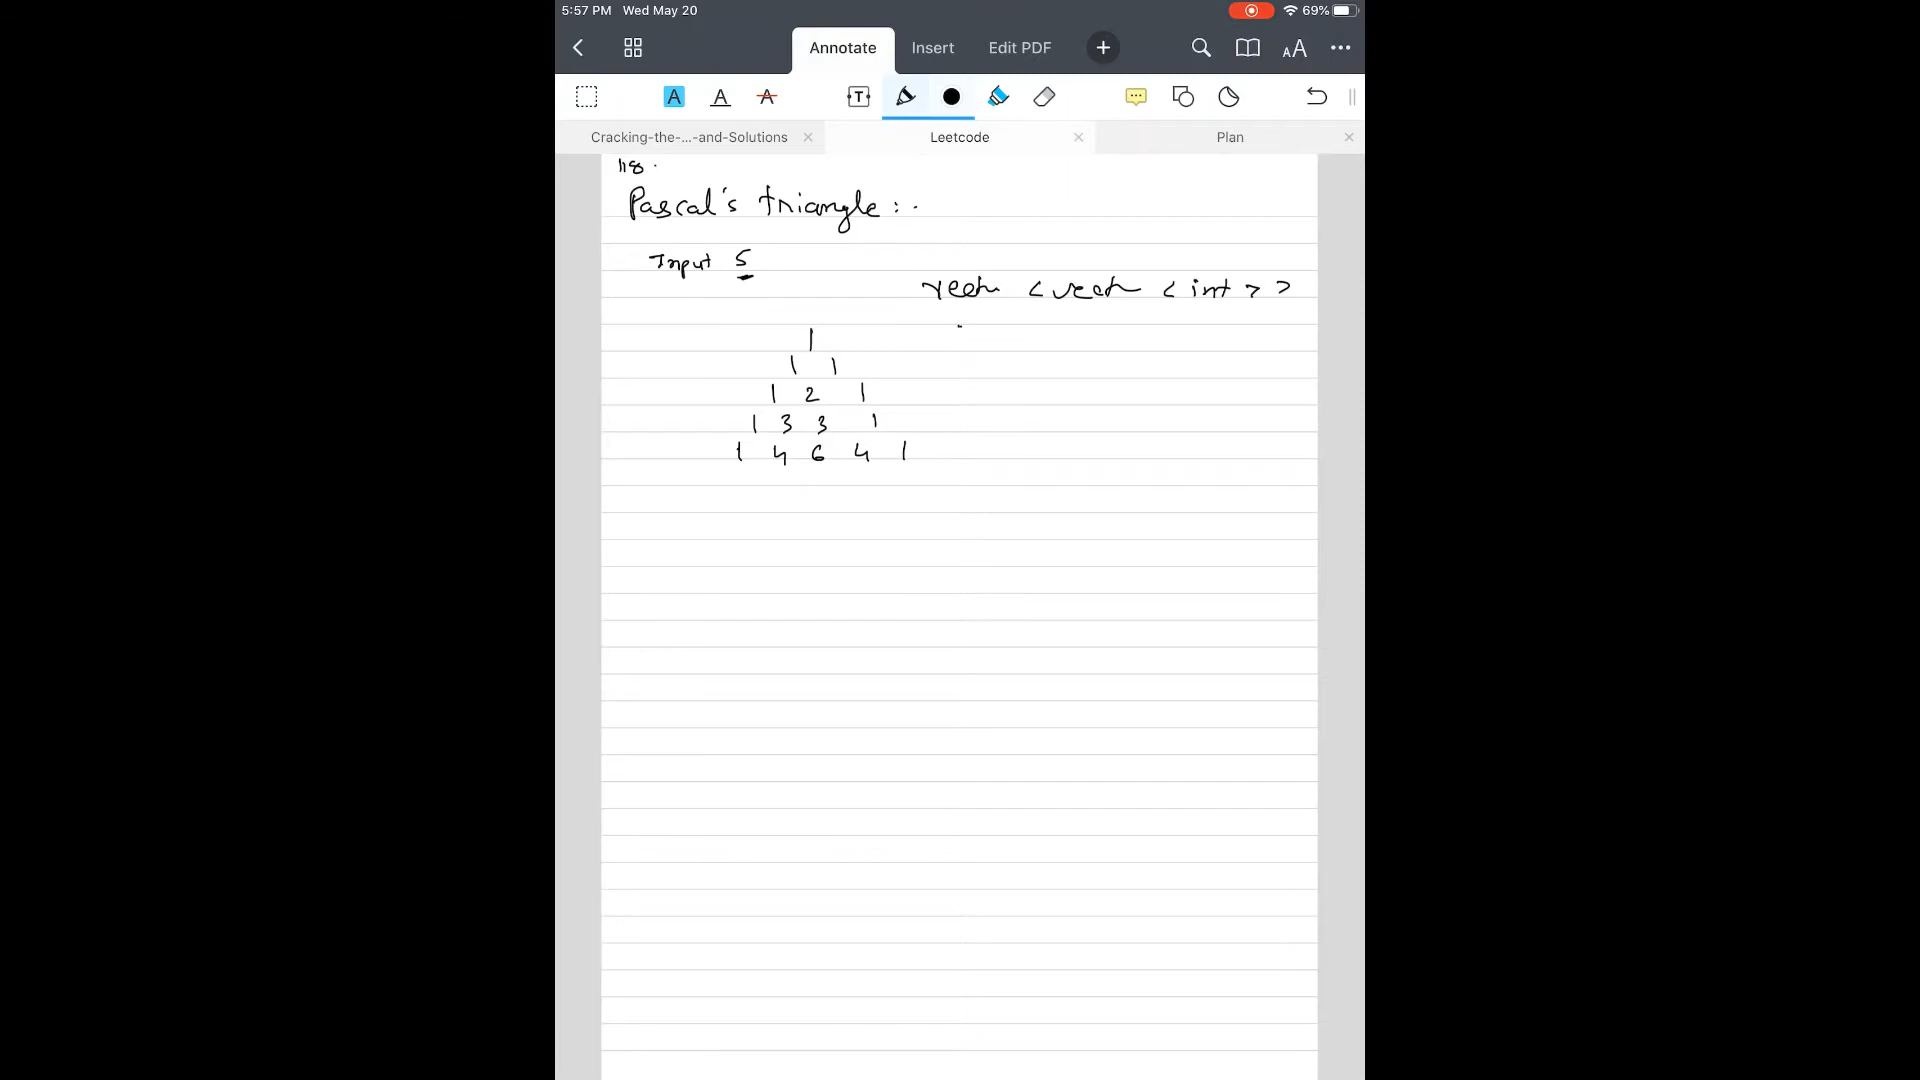 5:57 PM Wed May 20 69%
Annotate Insert Edit PDF
A A A T
Cracking-the-...-and-Solutions Leetcode Plan
118.
Pascal's triangle :-
Input 5
< int > >
1
1 1
1 2 1
1 3 3 1
1 4 6 4 1